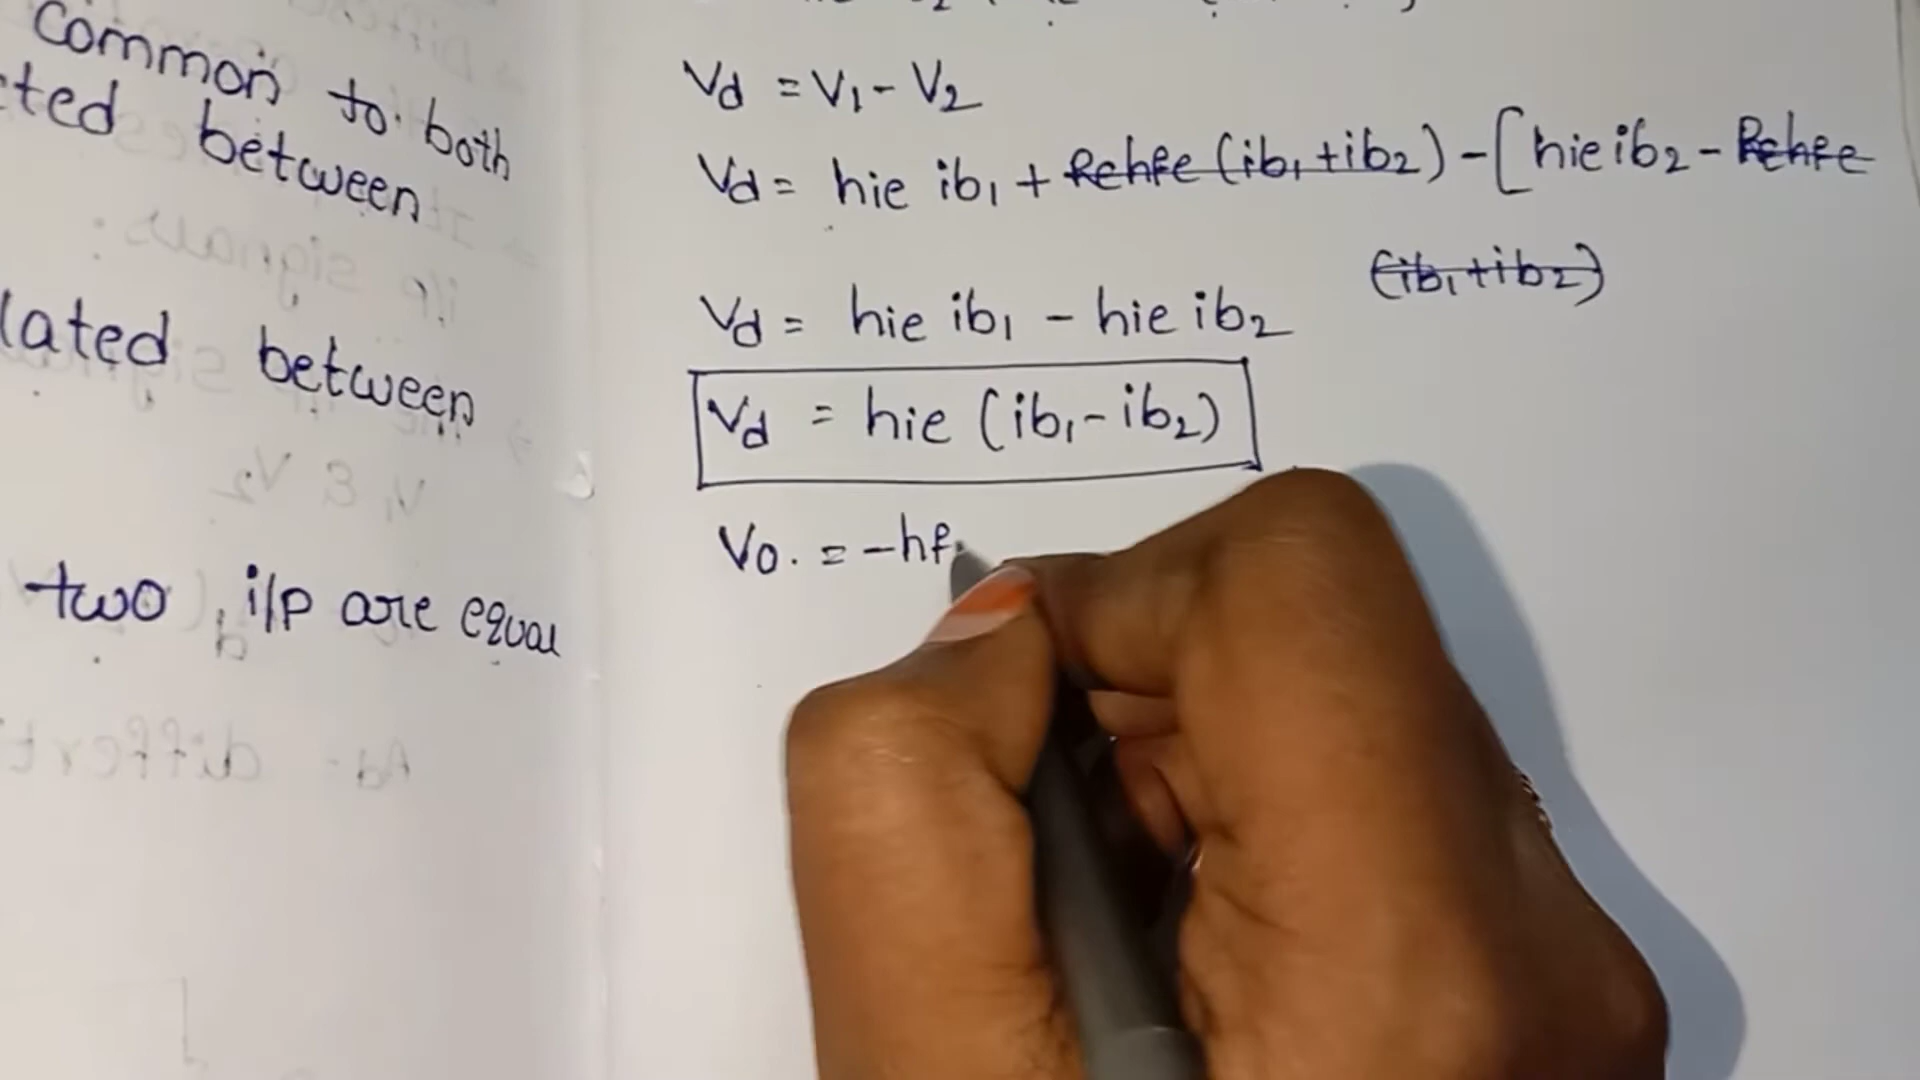 common to both
cted between
lated between
two i/p are equal
Vd = V1 - V2
Vd = hie ib1 + Rehfe (ib1 + ib2) - [hie ib2 - Rehfe
(ib1 + ib2)
Vd = hie ib1 - hie ib2
Vd = hie (ib1 - ib2)
Vo. = -hf